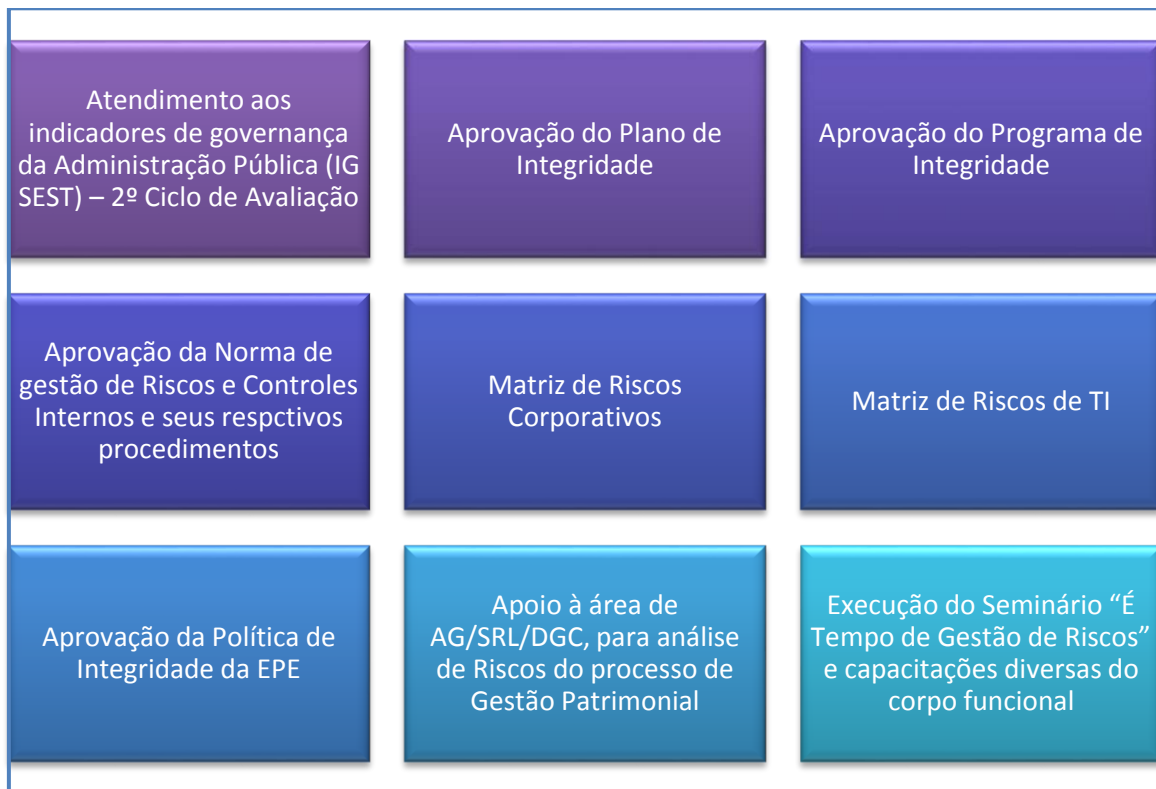 Atendimento aos
indicadores de governança
da Administração Pública (IG
SEST) – 2º Ciclo de Avaliação
Aprovação do Plano de
Integridade
Aprovação do Programa de
Integridade
Aprovação da Norma de
gestão de Riscos e Controles
Internos e seus respctivos
procedimentos
Matriz de Riscos
Corporativos
Matriz de Riscos de TI
Aprovação da Política de
Integridade da EPE
Apoio à área de
AG/SRL/DGC, para análise
de Riscos do processo de
Gestão Patrimonial
Execução do Seminário “É
Tempo de Gestão de Riscos”
e capacitações diversas do
corpo funcional